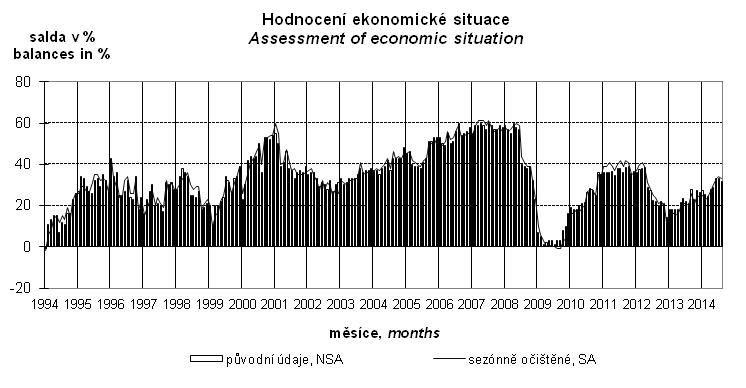 Hodnocení ekonomické situace
Assessment of economic situation
salda v %
balances in %
80
60
40
20
0
-20
1994 1995 1996 1997 1998 1999 2000 2001 2002 2003 2004 2005 2006 2007 2008 2009 2010 2011 2012 2013 2014
měsíce, months
původní údaje, NSA
sezónně očištěné, SA